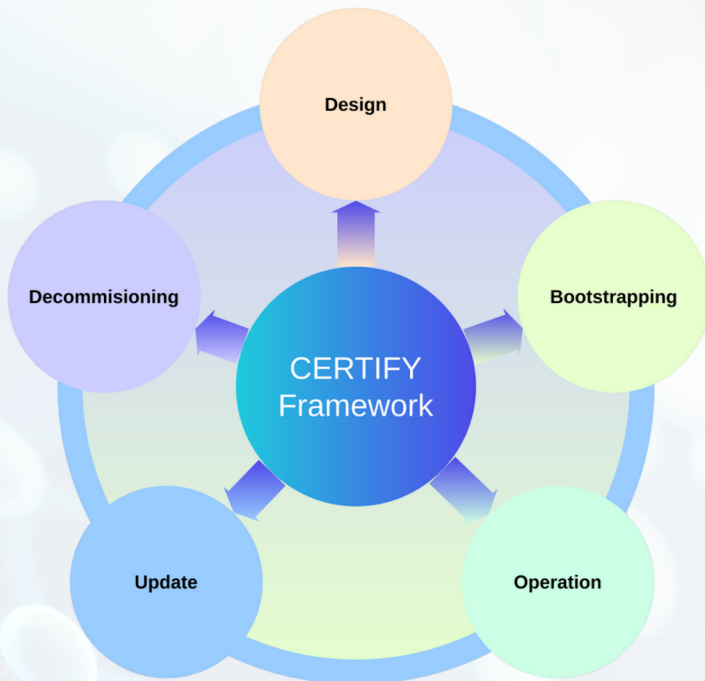 Design
Decommisioning
Bootstrapping
CERTIFY
Framework
Update
Operation